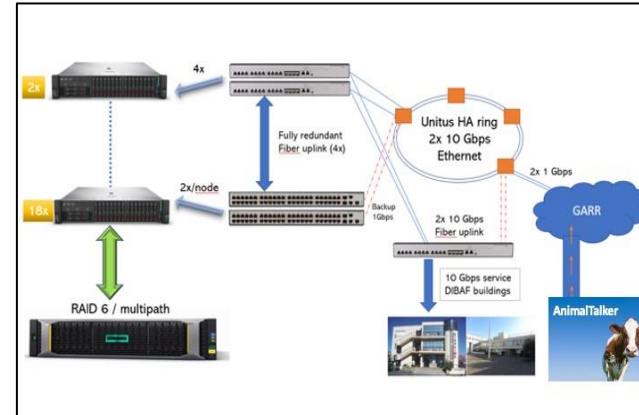 2x
4x
Fully redundant
Fiber uplink (4x)
Unitus HA ring
2x 10 Gbps
Ethernet
2x 1 Gbps
GARR
18x
2x/node
Backup
1Gbps
2x 10 Gbps
Fiber uplink
10 Gbps service
DIBAF buildings
RAID 6 / multipath
AnimalTalker